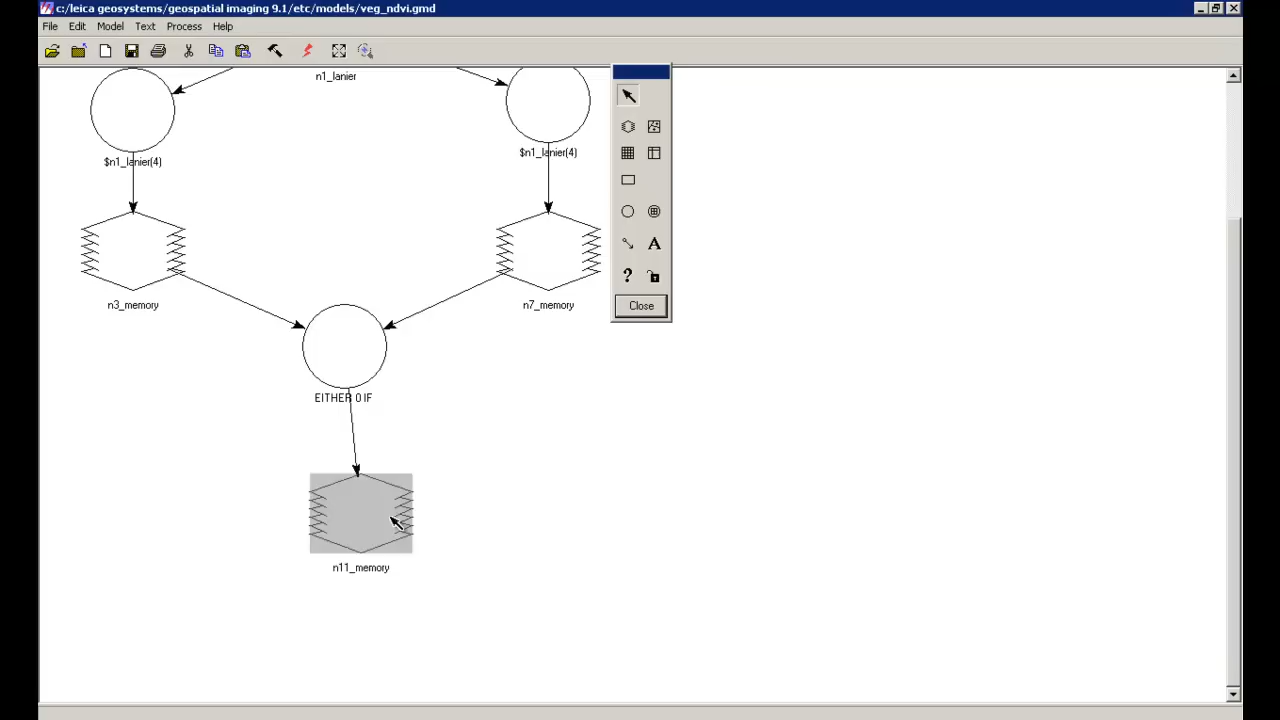 c:/leica geosystems/geospatial imaging 9.1/etc/models/veg_ndvi.gmd
File Edit Model Text Process Help
n1_lanier
$n1_lanier(4)
$n1_lanier(4)
A
?
n3_memory
n7_memory
Close
EITHER 0 IF
n11_memory